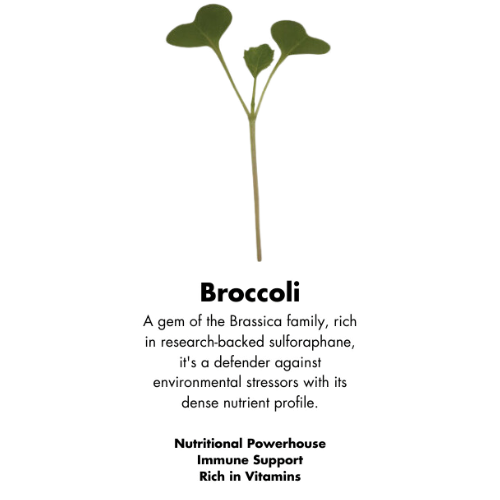 Broccoli
A gem of the Brassica family, rich
in research-backed sulforaphane,
it's a defender against
environmental stressors with its
dense nutrient profile.
Nutritional Powerhouse
Immune Support
Rich in Vitamins